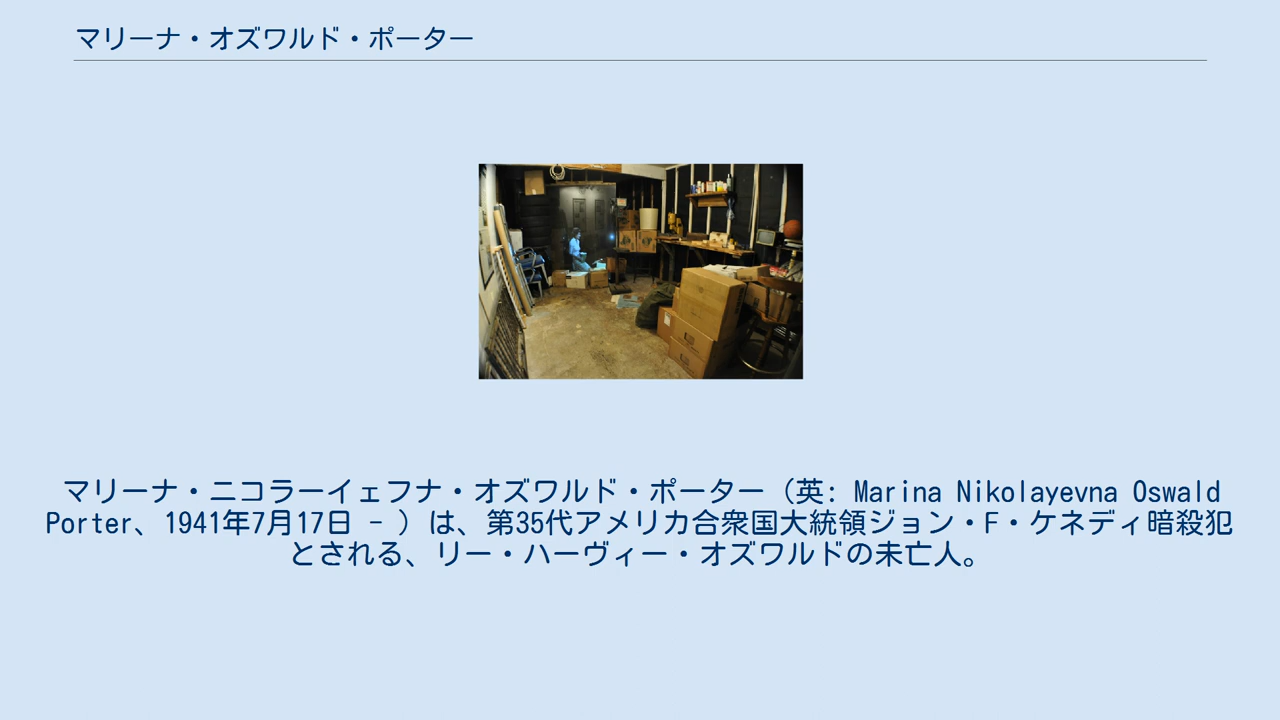 マリーナ・オズワルド・ポーター
マリーナ・ニコラーイェフナ・オズワルド・ポーター（英: Marina Nikolayevna Oswald
Porter、1941年7月17日 - ）は、第35代アメリカ合衆国大統領ジョン・F・ケネディ暗殺犯
とされる、リー・ハーヴィー・オズワルドの未亡人。